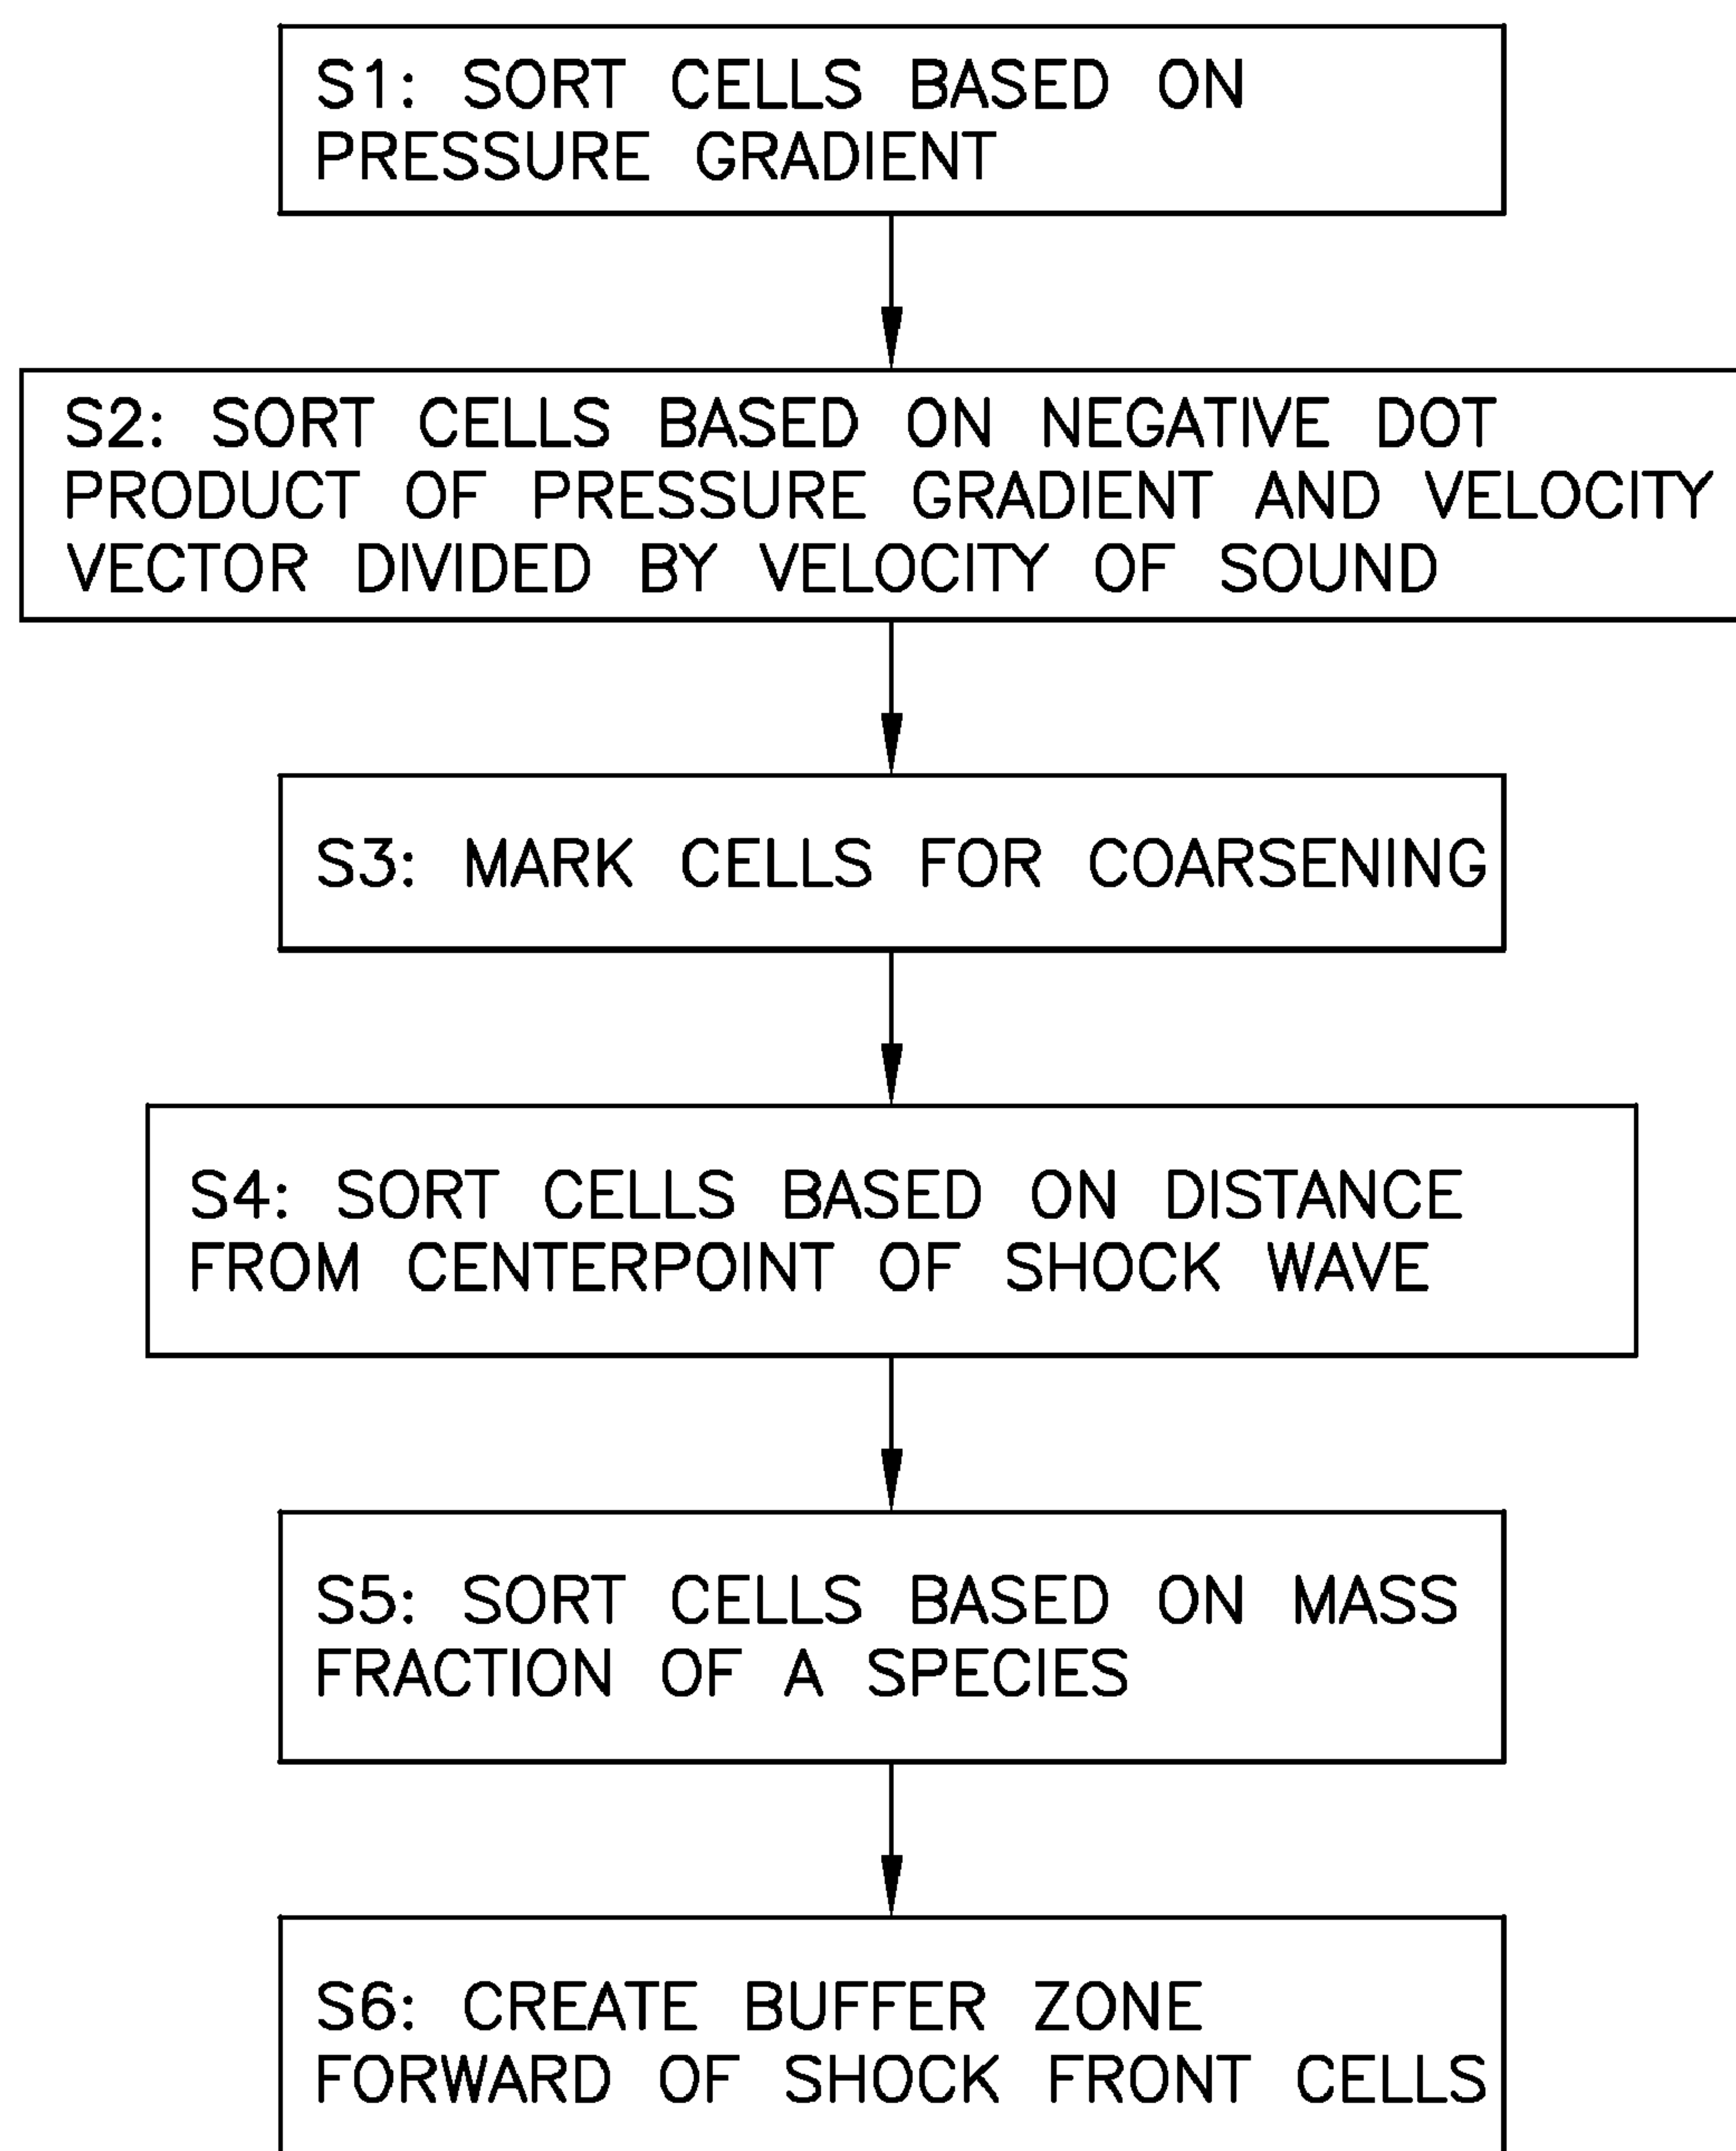 S1: SORT CELLS BASED ON
PRESSURE GRADIENT
S2: SORT CELLS BASED ON NEGATIVE DOT
PRODUCT OF PRESSURE GRADIENT AND VELOCITY
VECTOR DIVIDED BY VELOCITY OF SOUND
S3: MARK CELLS FOR COARSENING
S4: SORT CELLS BASED ON DISTANCE
FROM CENTERPOINT OF SHOCK WAVE
S5: SORT CELLS BASED ON MASS
FRACTION OF A SPECIES
S6: CREATE BUFFER ZONE
FORWARD OF SHOCK FRONT CELLS